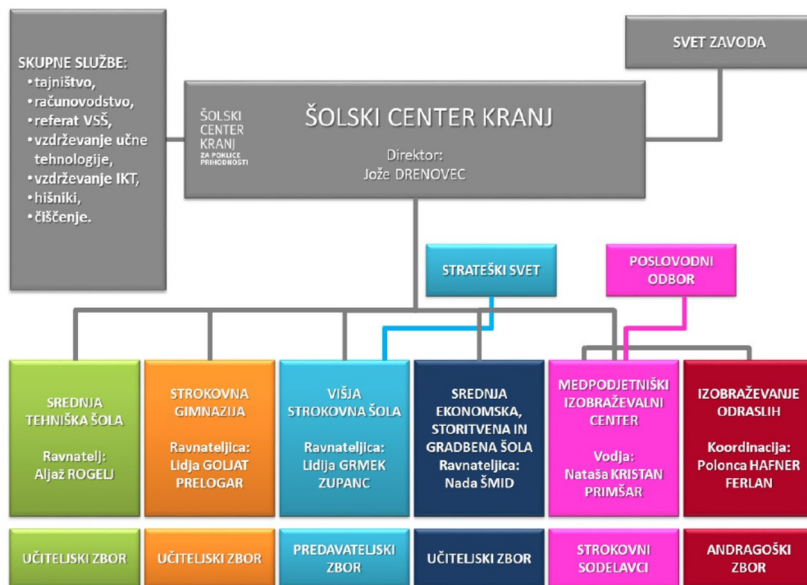 SKUPNE SLUŽBE:
•tajništvo,
•računovodstvo,
•referat VSŠ,
•vzdrževanje učne
tehnologije,
•vzdrževanje IKT,
•hišniki,
•čiščenje.
SVET ZAVODA
ŠOLSKI
CENTER
KRANJ
ZA POKLICE
PRIHODNOSTI
ŠOLSKI CENTER KRANJ
Direktor:
Jože DRENOVEC
STRATEŠKI SVET
POSLOVODNI
ODBOR
SREDNJA
TEHNIŠKA ŠOLA
Ravnatelj:
Aljaž ROGELJ
STROKOVNA
GIMNAZIJA
Ravnateljica:
Lidja GOLJAT
PRELOGAR
VIŠJA
STROKOVNA ŠOLA
Ravnateljica:
Lidija GRMEK
ZUPANC
SREDNJA
EKONOMSKA,
STORITVENA IN
GRADBENA ŠOLA
Ravnateljica:
Nada ŠMID
MEDPODJETNIŠKI
IZOBRAŽEVALNI
CENTER
Vodja:
Nataša KRISTAN
PRIMŠAR
IZOBRAŽEVANJE
ODRASLIH
Koordinacija:
Polonca HAFNER
FERLAN
UČITELJSKI ZBOR
UČITELJSKI ZBOR
PREDAVATELJSKI
ZBOR
UČITELJSKI ZBOR
STROKOVNI
SODELAVCI
ANDRAGOŠKI
ZBOR